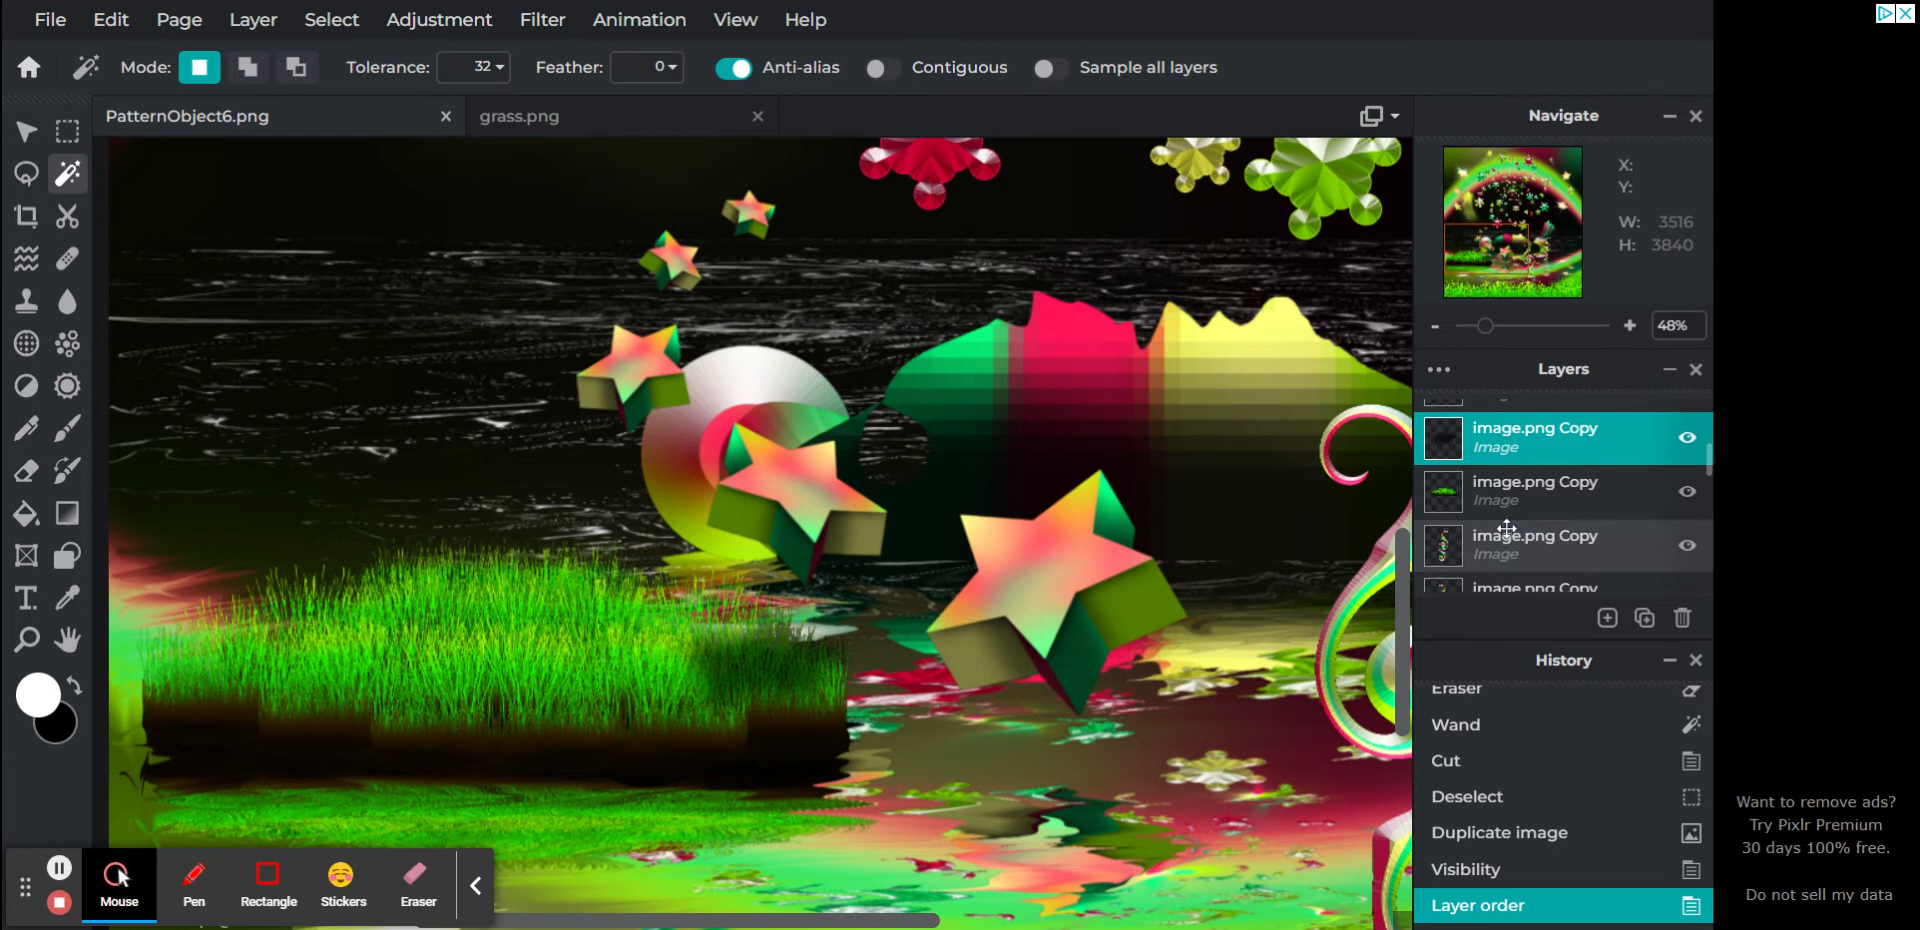 File Edit Page Layer Select Adjustment Filter Animation View Help
Mode: Tolerance: 32 Feather: 0 Anti-alias Contiguous Sample all layers
PatternObject6.png grass.png
Navigate
X:
Y:
W: 3516
H: 3840
48%
Layers
image.png Copy
Image
image.png Copy
Image
image.png Copy
Image
image.png Copy
History
Eraser
Wand
Cut
Deselect
Duplicate image
Visibility
Layer order
Mouse Pen Rectangle Stickers Eraser
Want to remove ads?
Try Pixlr Premium
30 days 100% free.
Do not sell my data